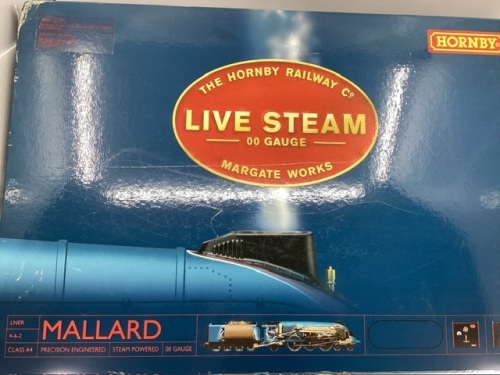 HORNBY
THE HORNBY RAILWAY Co
LIVE STEAM
00 GAUGE
MARGATE WORKS
LNER
4-6-2
CLASS A4
MALLARD
PRECISION ENGINEERED
STEAM POWERED
00 GAUGE